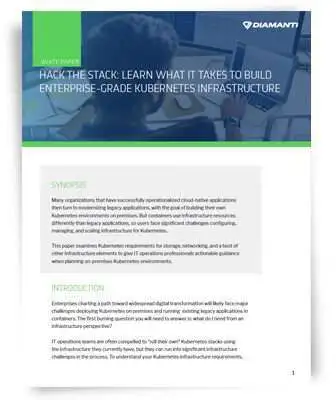 DIAMANTI
WHITE PAPER
HACK THE STACK: LEARN WHAT IT TAKES TO BUILD
ENTERPRISE-GRADE KUBERNETES INFRASTRUCTURE
SYNOPSIS
Many organizations that have successfully operationalized cloud-native applications
then turn to modernizing legacy applications, with the goal of building their own
Kubernetes environments on premises. But containers use infrastructure resources
differently than legacy applications, so users face significant challenges configuring,
managing, and scaling infrastructure for Kubernetes.
This paper examines Kubernetes requirements for storage, networking, and a host of
other infrastructure elements to give IT operations professionals actionable guidance
when planning on-premises Kubernetes environments.
INTRODUCTION
Enterprises charting a path toward widespread digital transformation will likely face major
challenges deploying Kubernetes on premises and running existing legacy applications in
containers. The first burning question you will need to answer is: what do I need from an
infrastructure perspective?
IT operations teams are often compelled to "roll their own" Kubernetes stacks using
the infrastructure they currently have, but they can run into significant infrastructure
challenges in the process. To understand your Kubernetes infrastructure requirements,
1